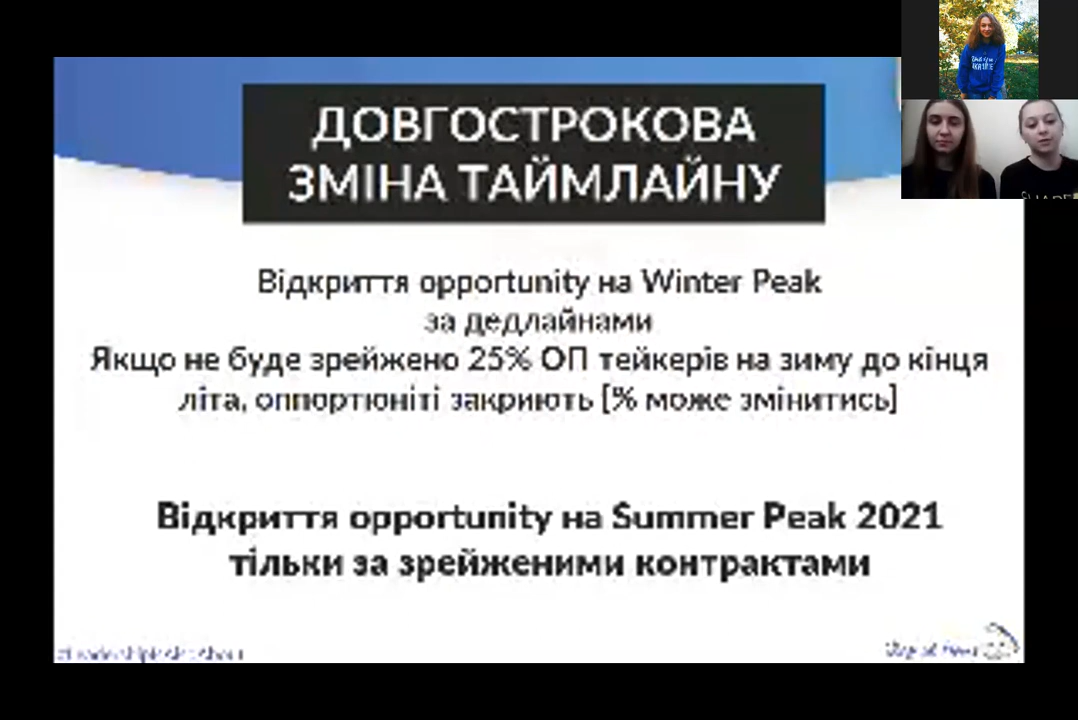 ДОВГОСТРОКОВА
ЗМІНА ТАЙМЛАЙНУ
Відкриття opportunity на Winter Peak
за дедлайнами
Якщо не буде зрейжено 25% ОП тейкерів на зиму до кінця
літа, оппортюніті закриють [% може змінитись]
Відкриття opportunity на Summer Peak 2021
тільки за зрейженими контрактами